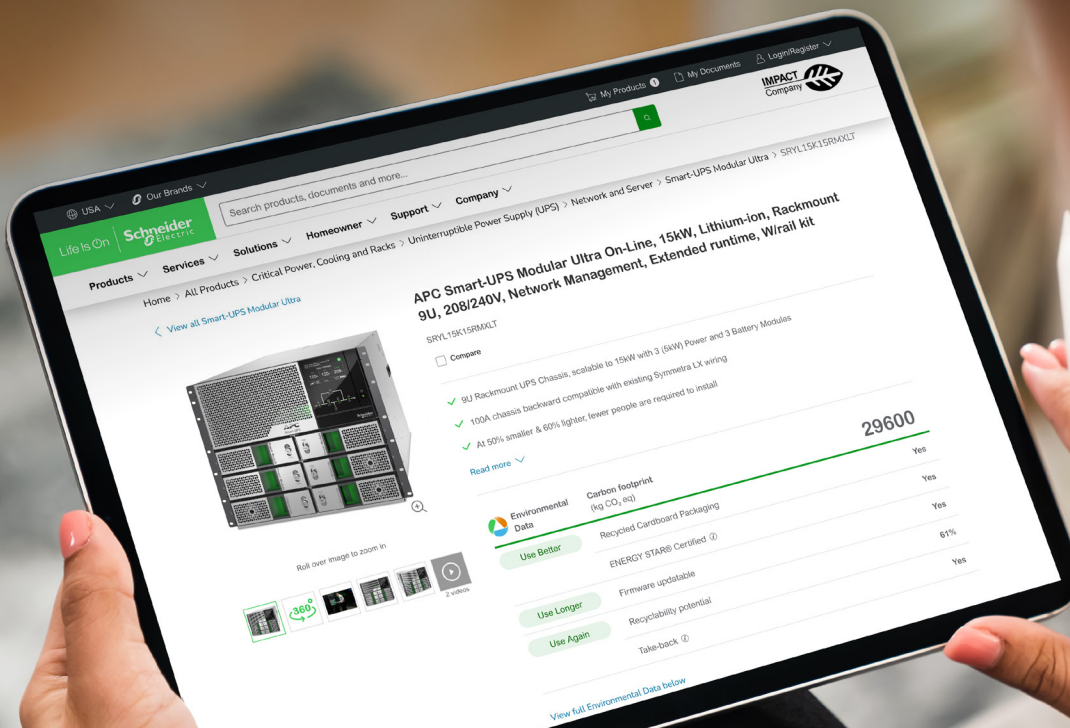 USA
Our Brands
My Products 1
My Documents
Login/Register
Life Is On
Schneider
Electric
Search products, documents and more...
IMPACT
Company
Products
Services
Solutions
Homeowner
Support
Company
Home > All Products > Critical Power, Cooling and Racks > Uninterruptible Power Supply (UPS) > Network and Server > Smart-UPS Modular Ultra > SRYL15K15RMXLT
View all Smart-UPS Modular Ultra
APC Smart-UPS Modular Ultra On-Line, 15kW, Lithium-ion, Rackmount
9U, 208/240V, Network Management, Extended runtime, W/rail kit
SRYL15K15RMXLT
Compare
9U Rackmount UPS Chassis, scalable to 15kW with 3 (5kW) Power and 3 Battery Modules
100A chassis backward compatible with existing Symmetra LX wiring
At 50% smaller & 60% lighter, fewer people are required to install
Read more
APC
Roll over image to zoom in
360°
2 videos
Environmental
Data
Carbon footprint
(kg CO₂ eq)
29600
Use Better
Recycled Cardboard Packaging
Yes
ENERGY STAR® Certified
Yes
Use Longer
Firmware updatable
Yes
Use Again
Recyclability potential
61%
Take-back
Yes
View full Environmental Data below